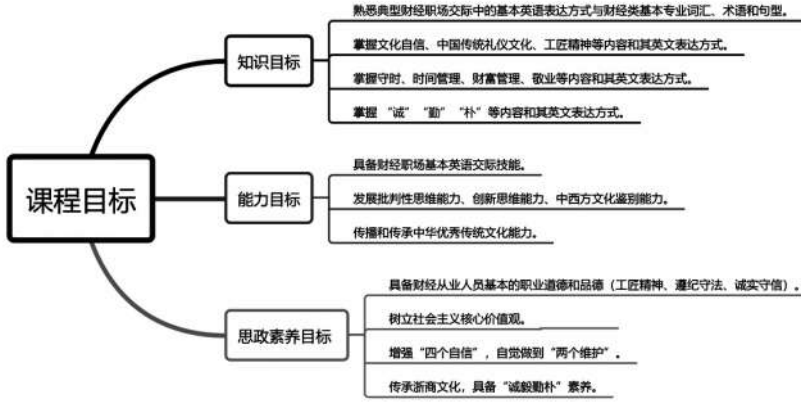 课程目标
知识目标
熟悉典型财经职场交际中的基本英语表达方式与财经类基本专业词汇、术语和句型。
掌握文化自信、中国传统礼仪文化、工匠精神等内容和其英文表达方式。
掌握守时、时间管理、财富管理、敬业等内容和其英文表达方式。
掌握 “诚” “勤” “朴” 等内容和其英文表达方式。
能力目标
具备财经职场基本英语交际技能。
发展批判性思维能力、创新思维能力、中西方文化鉴别能力。
传播和传承中华优秀传统文化能力。
思政素养目标
具备财经从业人员基本的职业道德和品德（工匠精神、遵纪守法、诚实守信）。
树立社会主义核心价值观。
增强“四个自信”，自觉做到“两个维护”。
传承浙商文化，具备“诚毅勤朴”素养。